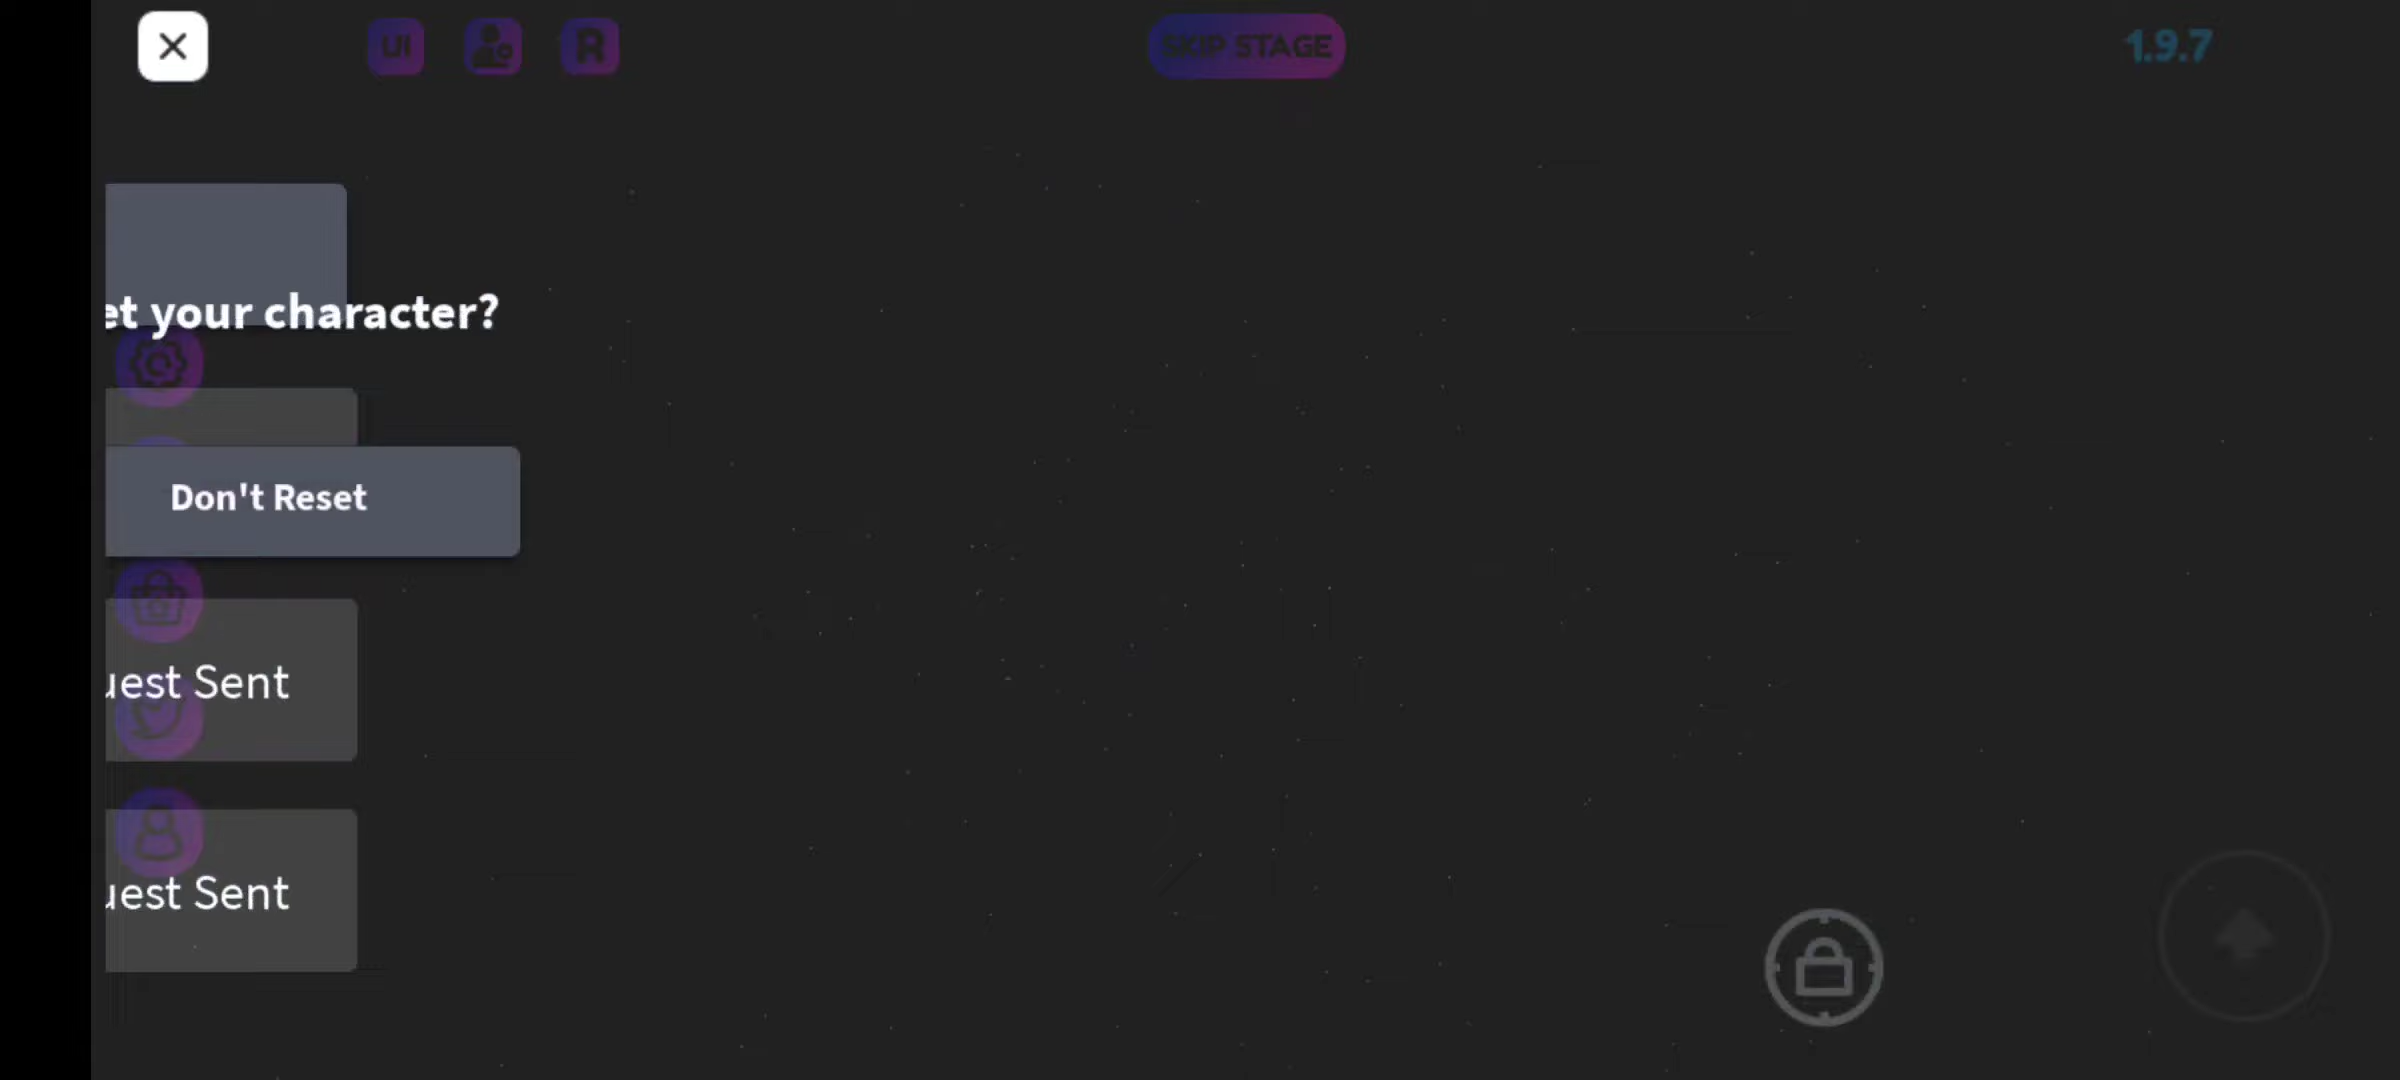 UI
R
SKIP STAGE
1.9.7
et your character?
Don't Reset
uest Sent
uest Sent